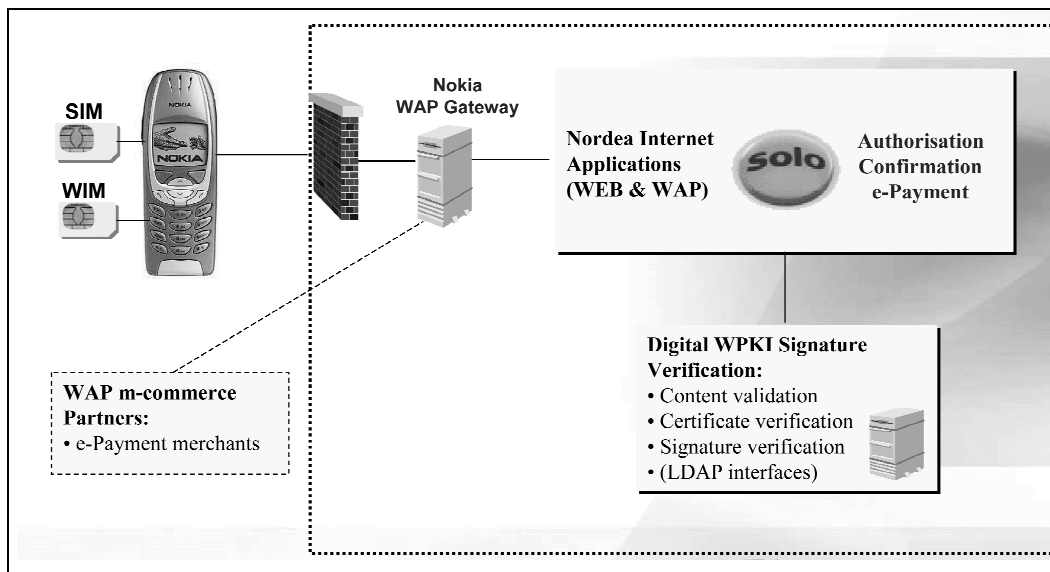 SIM
WIM
NOKIA
NOKIA
Nokia
WAP Gateway
Nordea Internet
Applications
(WEB & WAP)
solo
Authorisation
Confirmation
e-Payment
WAP m-commerce
Partners:
• e-Payment merchants
Digital WPKI Signature
Verification:
• Content validation
• Certificate verification
• Signature verification
• (LDAP interfaces)